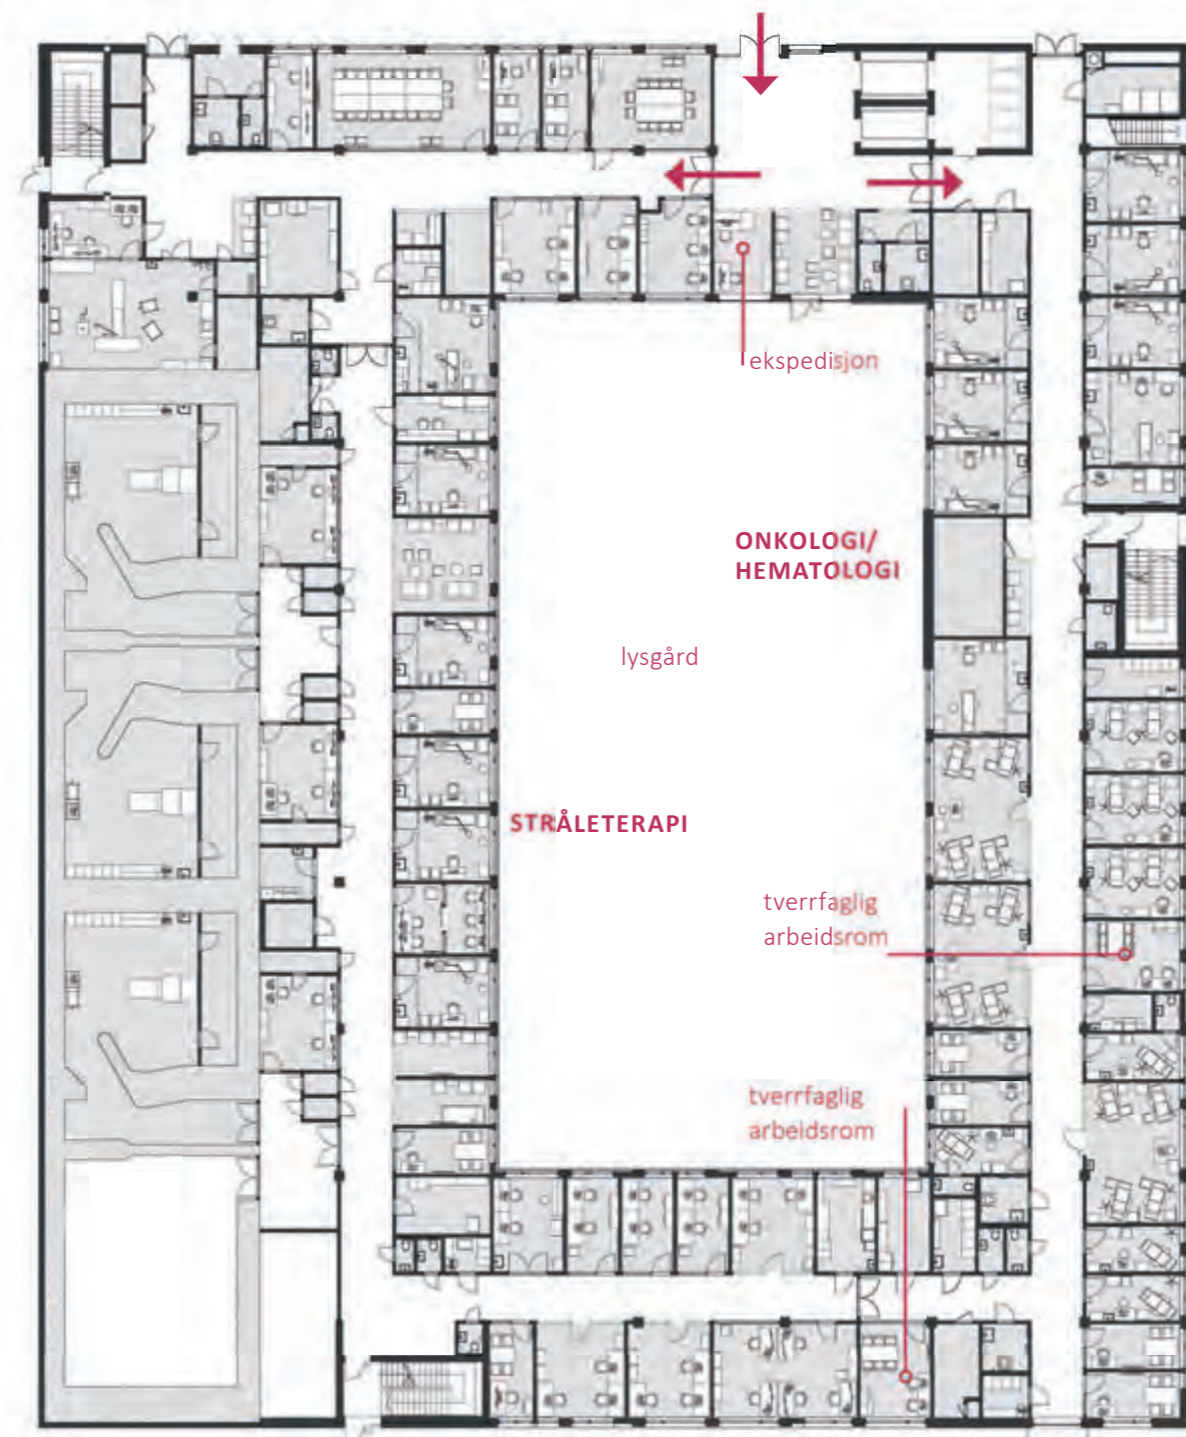 ekspedisjon
ONKOLOGI/
HEMATOLOGI
lysgård
STRÅLETERAPI
tverrfaglig
arbeidsrom
tverrfaglig
arbeidsrom